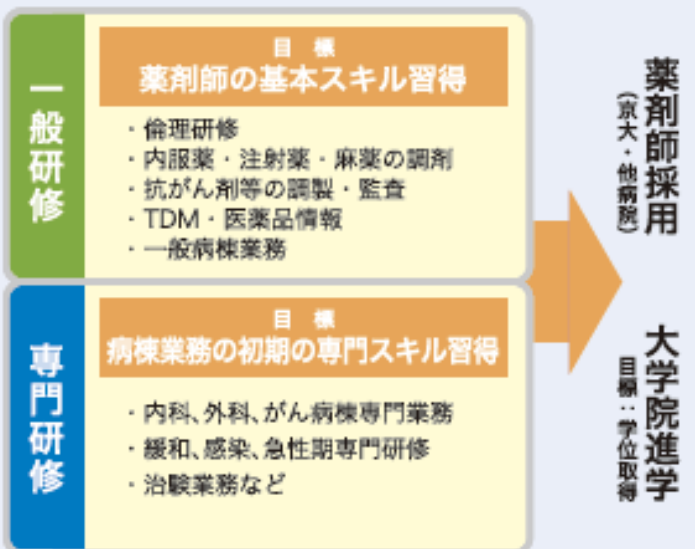 一般研修
目標
薬剤師の基本スキル習得
・倫理研修
・内服薬・注射薬・麻薬の調剤
・抗がん剤等の調製・監査
・TDM・医薬品情報
・一般病棟業務
専門研修
目標
病棟業務の初期の専門スキル習得
・内科、外科、がん病棟専門業務
・緩和、感染、急性期専門研修
・治験業務など
薬剤師採用
(京大・他病院)
大学院進学
目標：学位取得